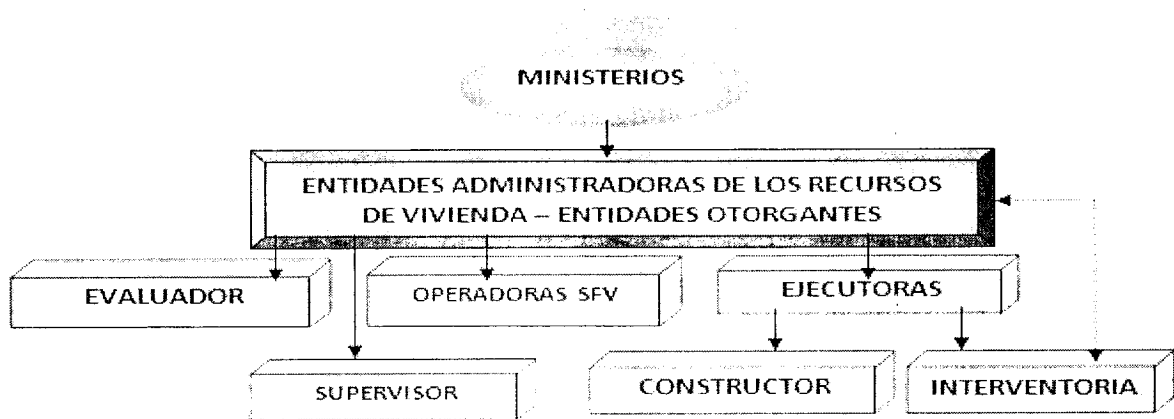 MINISTERIOS
ENTIDADES ADMINISTRADORAS DE LOS RECURSOS
DE VIVIENDA – ENTIDADES OTORGANTES
EVALUADOR
OPERADORAS SFV
EJECUTORAS
SUPERVISOR
CONSTRUCTOR
INTERVENTORIA